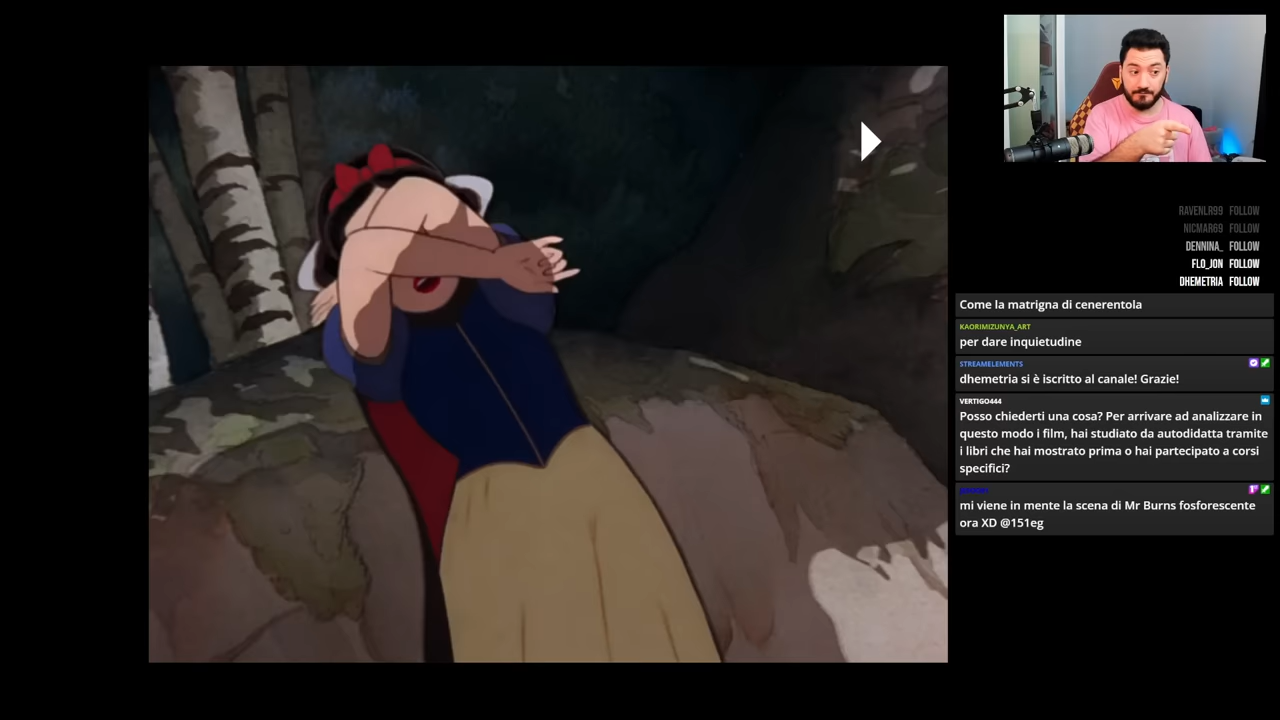 RAVENLR99 FOLLOW
NICMAR69 FOLLOW
DENNINA_ FOLLOW
FLO_JON FOLLOW
DHEMETRIA FOLLOW
Come la matrigna di cenerentola
KAORIMIZUNYA_ART
per dare inquietudine
STREAMELEMENTS
dhemetria si è iscritto al canale! Grazie!
VERTIGO444
Posso chiederti una cosa? Per arrivare ad analizzare in
questo modo i film, hai studiato da autodidatta tramite
i libri che hai mostrato prima o hai partecipato a corsi
specifici?
mi viene in mente la scena di Mr Burns fosforescente
ora XD @151eg